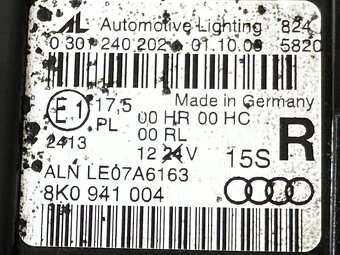 AL Automotive Lighting 824
0 301 240 202 01.10.08 5820
E1 17,5 Made in Germany
PL 00 HR 00 HC
00 RL R
2413 12 24V 15S
ALN LE07A6163
8K0 941 004